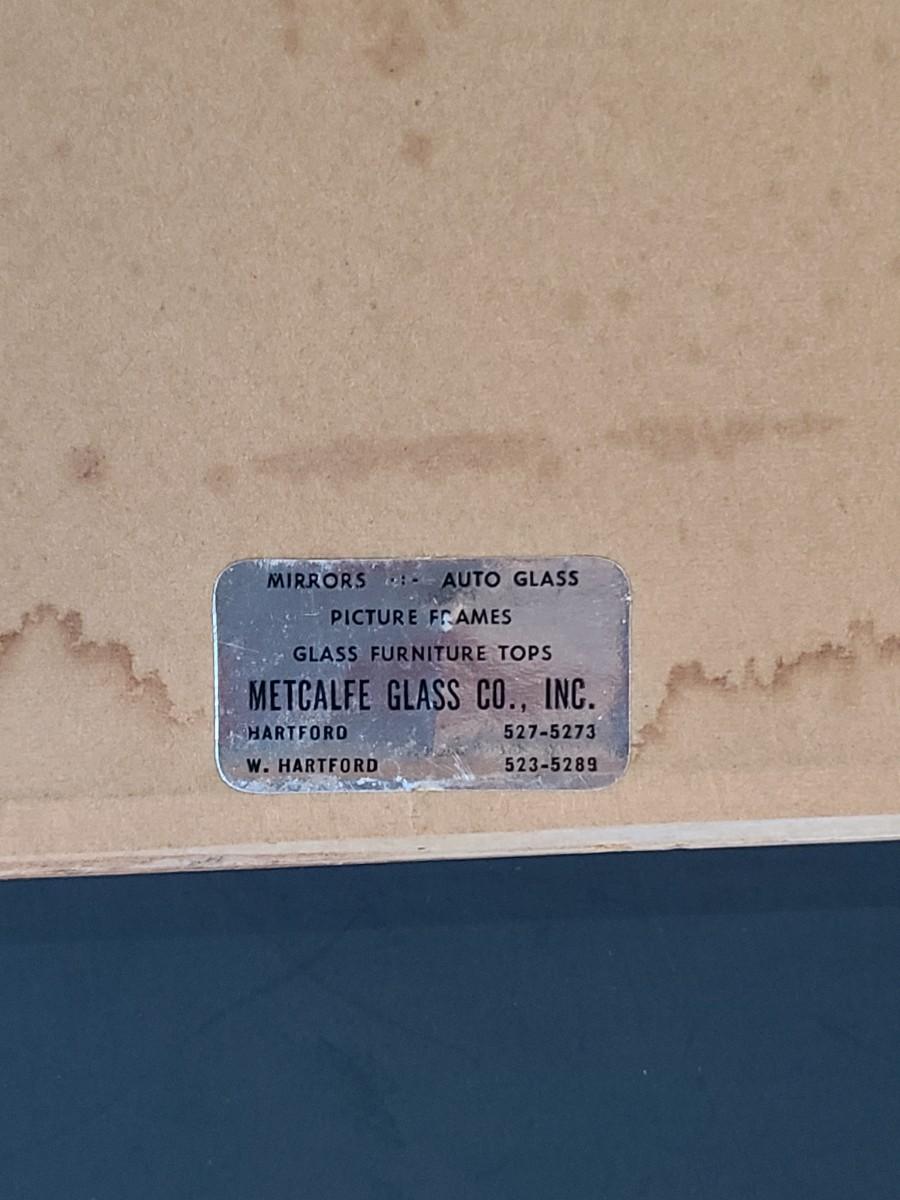 MIRRORS -:- AUTO GLASS
PICTURE FRAMES
GLASS FURNITURE TOPS
METCALFE GLASS CO., INC.
HARTFORD 527-5273
W. HARTFORD 523-5289